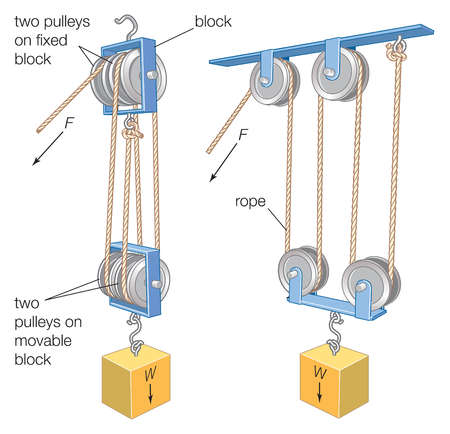 two pulleys
on fixed
block
block
F
F
rope
two
pulleys on
movable
block
W
W